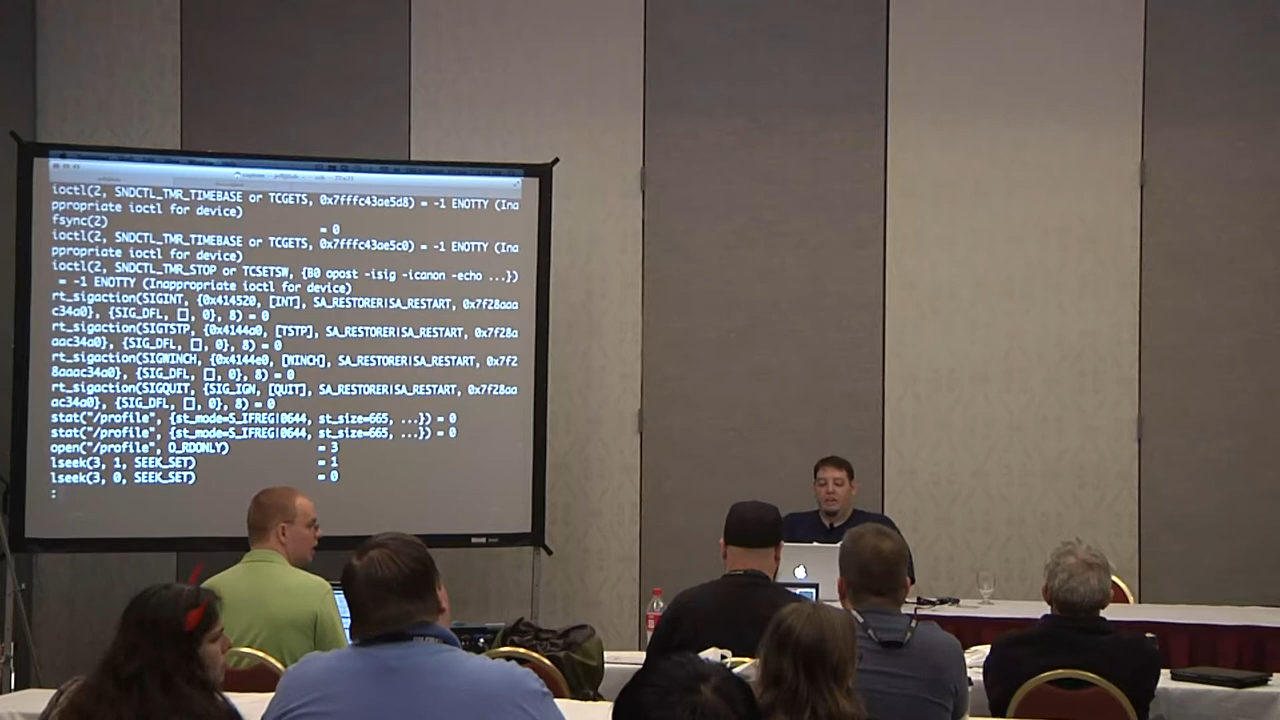 ioctl(2, SNDCTL_TMR_TIMEBASE or TCGETS, 0x7fffc43ae5d8) = -1 ENOTTY (Ina
ppropriate ioctl for device)
fsync(2) = 0
ioctl(2, SNDCTL_TMR_TIMEBASE or TCGETS, 0x7fffc43ae5c0) = -1 ENOTTY (Ina
ppropriate ioctl for device)
ioctl(2, SNDCTL_TMR_STOP or TCSETSW, {B0 opost -isig -icanon -echo ...})
= -1 ENOTTY (Inappropriate ioctl for device)
rt_sigaction(SIGINT, {0x414520, [INT], SA_RESTORER|SA_RESTART, 0x7f28aaa
c34a0}, {SIG_DFL, [], 0}, 8) = 0
rt_sigaction(SIGTSTP, {0x4144a0, [TSTP], SA_RESTORER|SA_RESTART, 0x7f28a
aac34a0}, {SIG_DFL, [], 0}, 8) = 0
rt_sigaction(SIGWINCH, {0x4144e0, [WINCH], SA_RESTORER|SA_RESTART, 0x7f2
8aaac34a0}, {SIG_DFL, [], 0}, 8) = 0
rt_sigaction(SIGQUIT, {SIG_IGN, [QUIT], SA_RESTORER|SA_RESTART, 0x7f28aa
ac34a0}, {SIG_DFL, [], 0}, 8) = 0
stat("/profile", {st_mode=S_IFREG|0644, st_size=665, ...}) = 0
stat("/profile", {st_mode=S_IFREG|0644, st_size=665, ...}) = 0
open("/profile", O_RDONLY) = 3
lseek(3, 1, SEEK_SET) = 1
lseek(3, 0, SEEK_SET) = 0
: